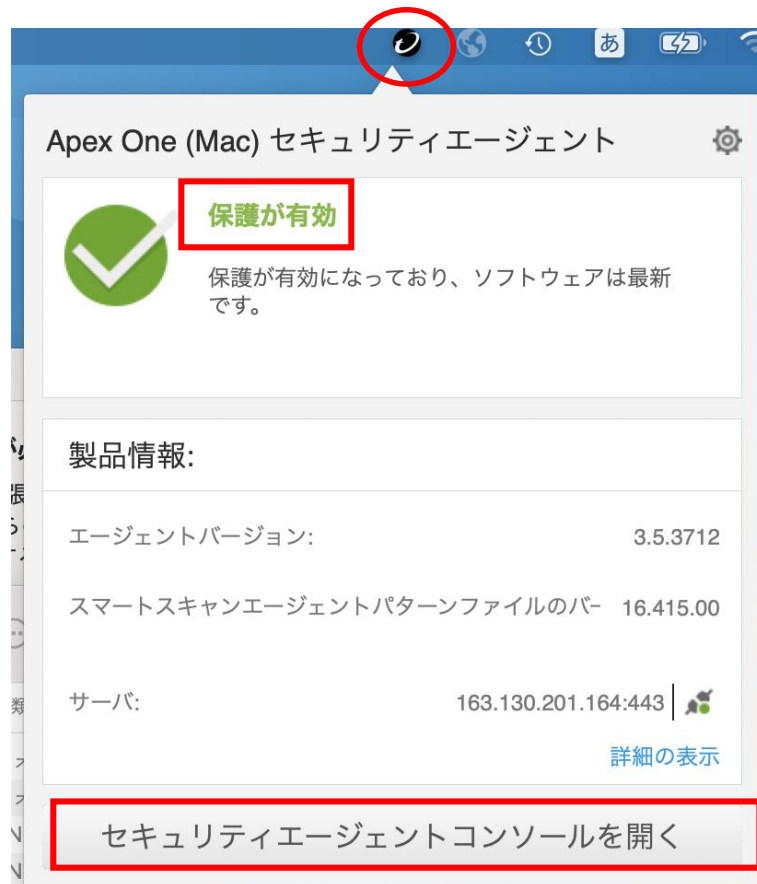 あ
Apex One (Mac) セキュリティエージェント
保護が有効
保護が有効になっており、ソフトウェアは最新
です。
製品情報:
エージェントバージョン: 3.5.3712
スマートスキャンエージェントパターンファイルのバー 16.415.00
サーバ: 163.130.201.164:443
詳細の表示
セキュリティエージェントコンソールを開く